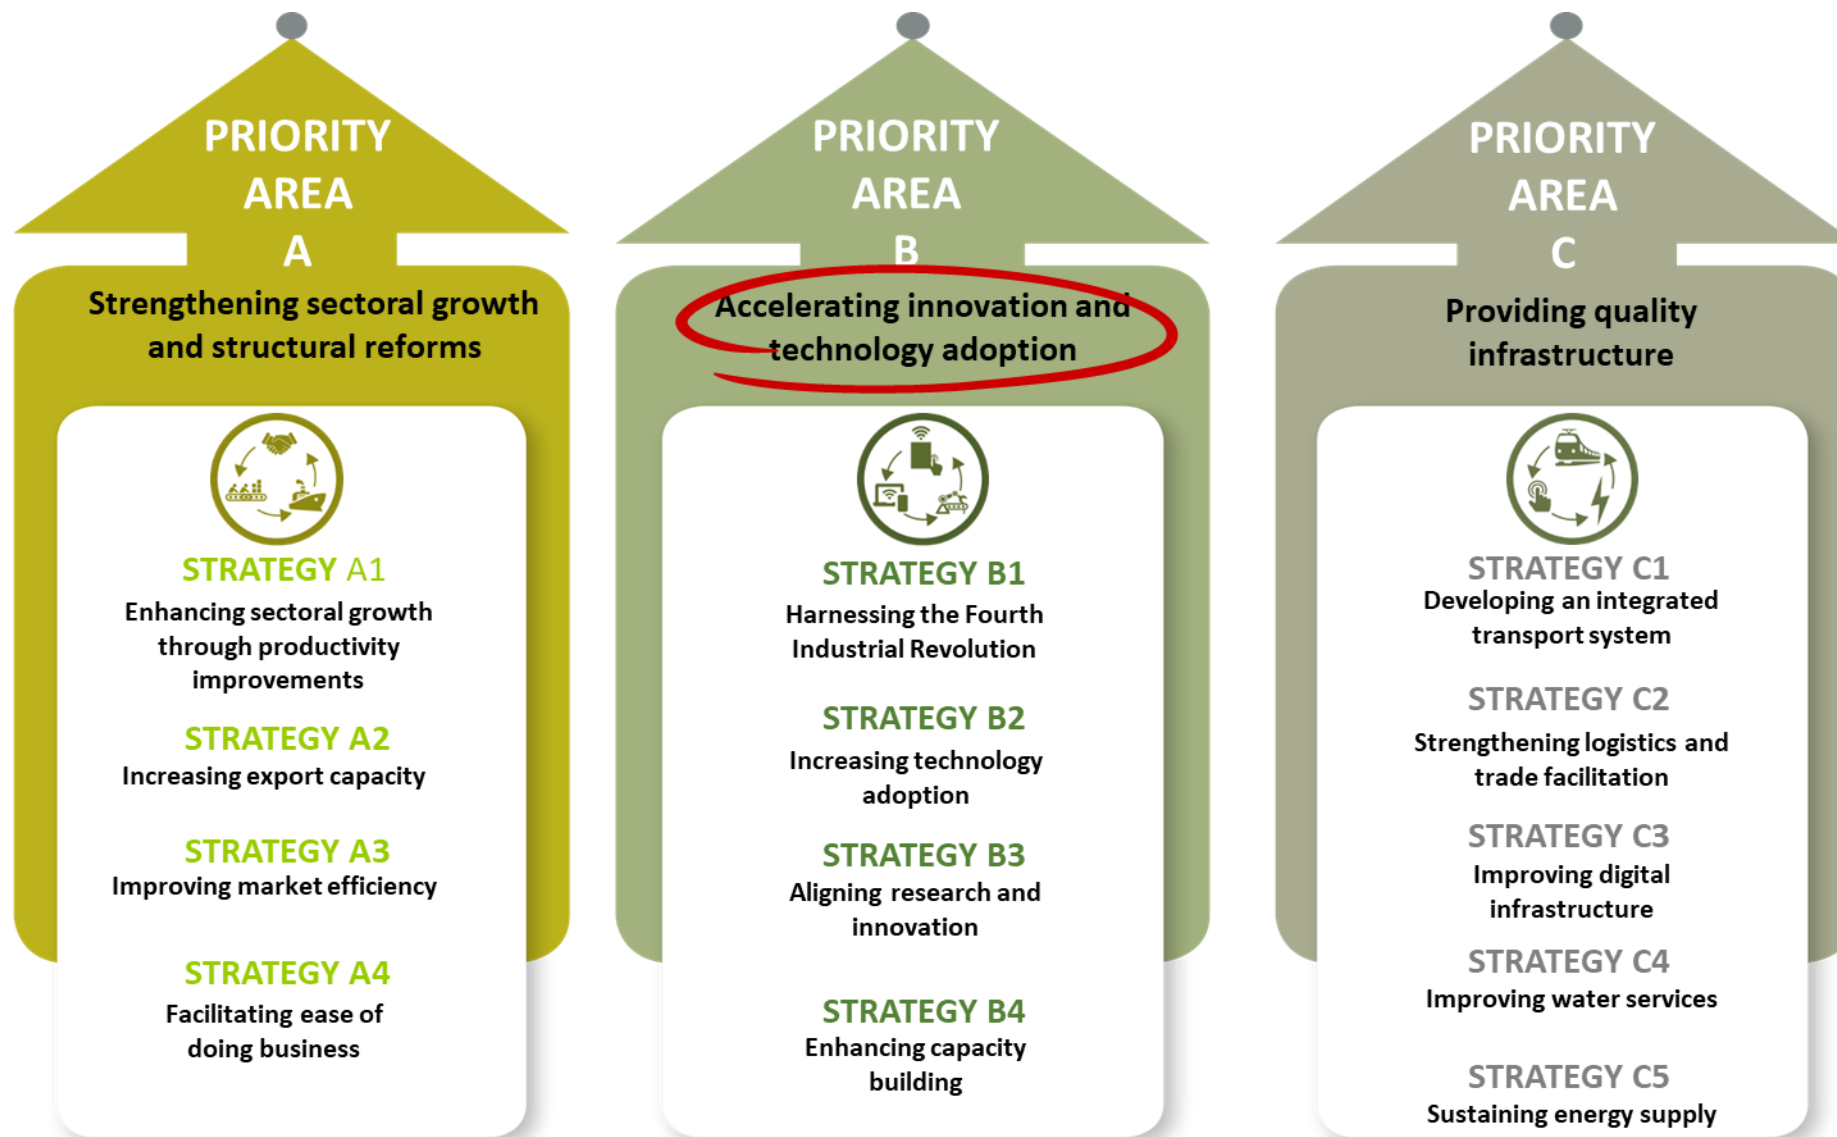 PRIORITY
AREA
A
Strengthening sectoral growth
and structural reforms
STRATEGY A1
Enhancing sectoral growth
through productivity
improvements
STRATEGY A2
Increasing export capacity
STRATEGY A3
Improving market efficiency
STRATEGY A4
Facilitating ease of
doing business
PRIORITY
AREA
B
Accelerating innovation and
technology adoption
STRATEGY B1
Harnessing the Fourth
Industrial Revolution
STRATEGY B2
Increasing technology
adoption
STRATEGY B3
Aligning research and
innovation
STRATEGY B4
Enhancing capacity
building
PRIORITY
AREA
C
Providing quality
infrastructure
STRATEGY C1
Developing an integrated
transport system
STRATEGY C2
Strengthening logistics and
trade facilitation
STRATEGY C3
Improving digital
infrastructure
STRATEGY C4
Improving water services
STRATEGY C5
Sustaining energy supply